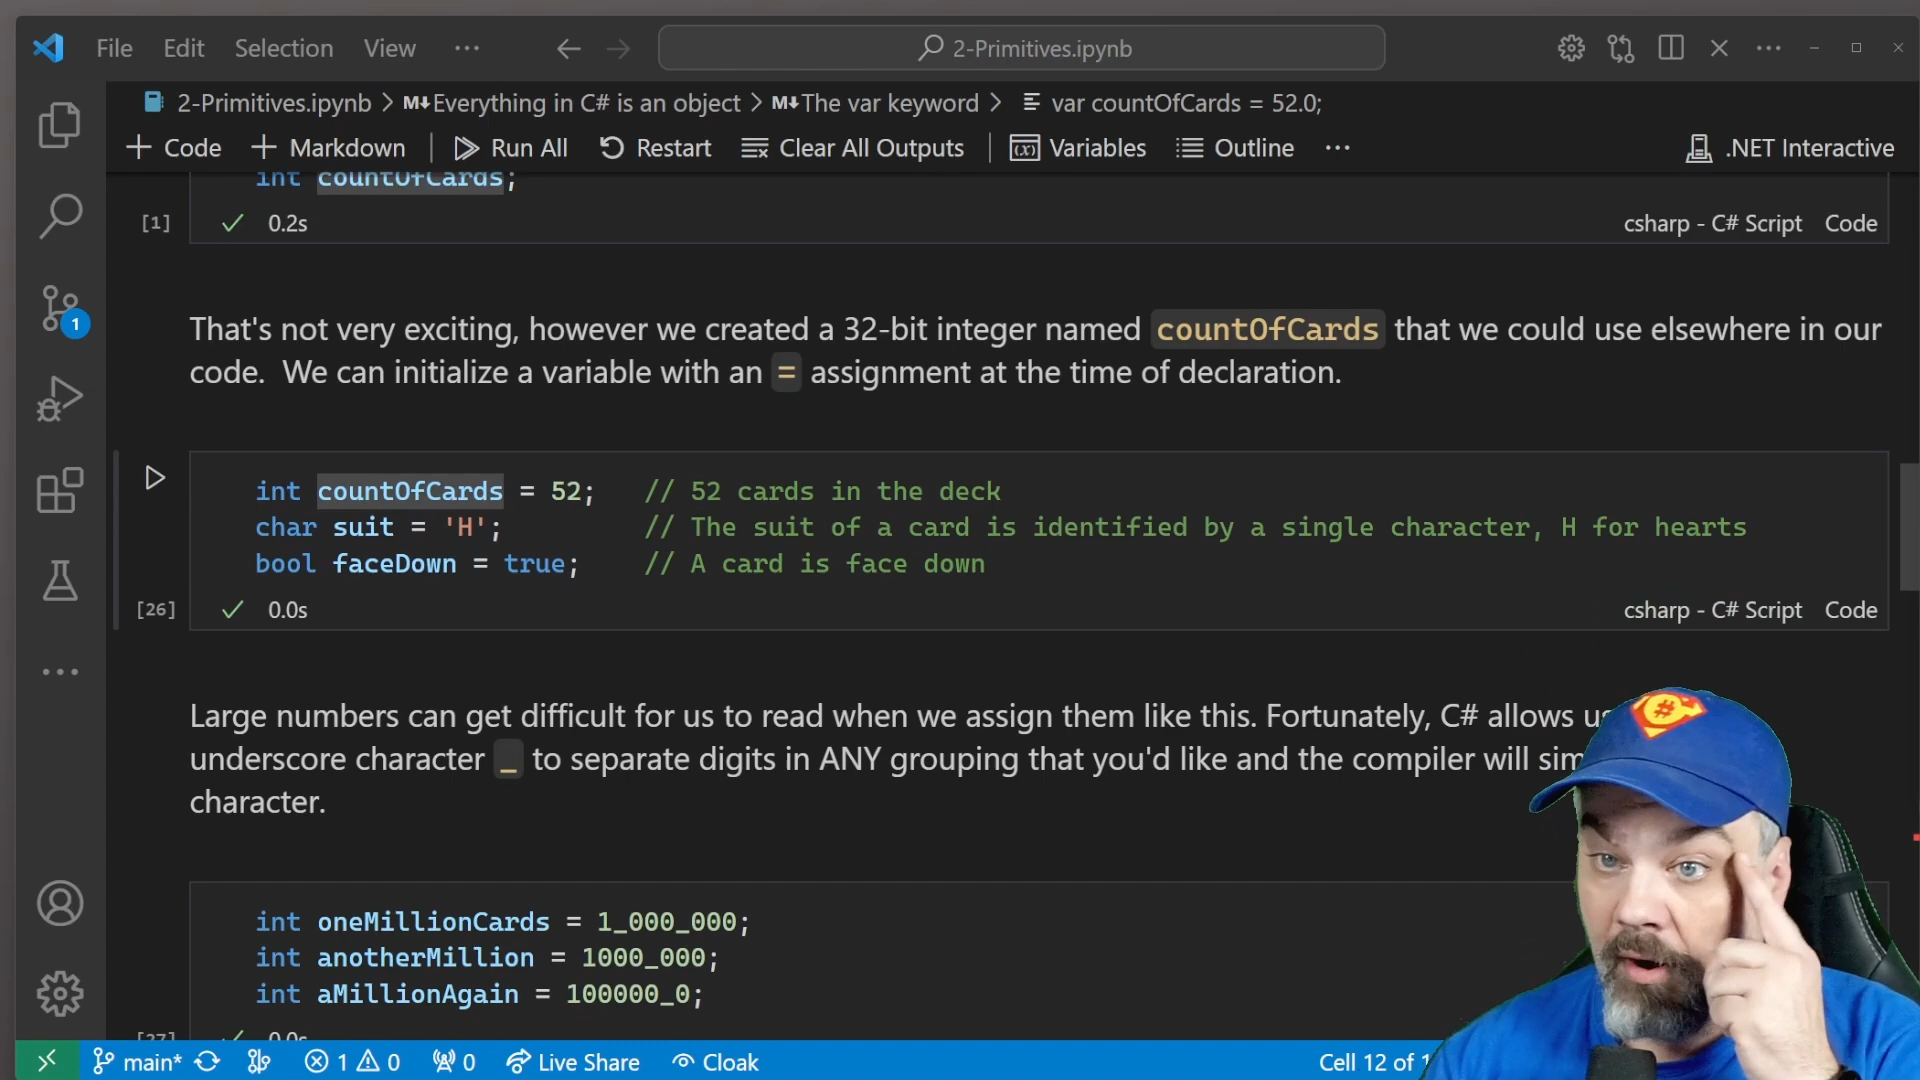 File Edit Selection View ··· 2-Primitives.ipynb
2-Primitives.ipynb > M↓Everything in C# is an object > M↓The var keyword > var countOfCards = 52.0;
+ Code + Markdown Run All Restart Clear All Outputs Variables Outline ··· .NET Interactive
int countOfCards;
[1] 0.2s csharp - C# Script Code
1
That's not very exciting, however we created a 32-bit integer named countOfCards that we could use elsewhere in our
code. We can initialize a variable with an = assignment at the time of declaration.
int countOfCards = 52; // 52 cards in the deck
char suit = 'H'; // The suit of a card is identified by a single character, H for hearts
bool faceDown = true; // A card is face down
[26] 0.0s csharp - C# Script Code
Large numbers can get difficult for us to read when we assign them like this. Fortunately, C# allows
underscore character _ to separate digits in ANY grouping that you'd like and the compiler will
character.
int oneMillionCards = 1_000_000;
int anotherMillion = 1000_000;
int aMillionAgain = 100000_0;
[27] 0.0s
main* 1 0 0 Live Share Cloak Cell 12 of
#